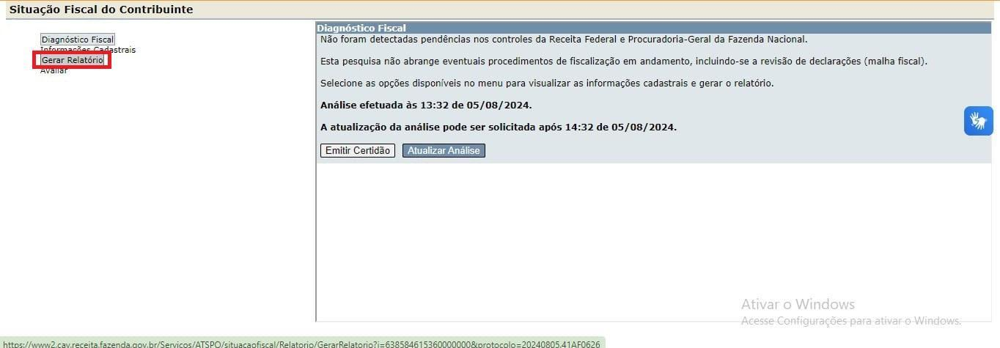 Situação Fiscal do Contribuinte
Diagnóstico Fiscal
Informações Cadastrais
Gerar Relatório
Avaliar
Diagnóstico Fiscal
Não foram detectadas pendências nos controles da Receita Federal e Procuradoria-Geral da Fazenda Nacional.
Esta pesquisa não abrange eventuais procedimentos de fiscalização em andamento, incluindo-se a revisão de declarações (malha fiscal).
Selecione as opções disponíveis no menu para visualizar as informações cadastrais e gerar o relatório.
Análise efetuada às 13:32 de 05/08/2024.
A atualização da análise pode ser solicitada após 14:32 de 05/08/2024.
Emitir Certidão Atualizar Análise
Ativar o Windows
Acesse Configurações para ativar o Windows.
https://www2.cav.receita.fazenda.gov.br/Servicos/ATSPO/situacaofiscal/Relatorio/GerarRelatorio?i=638584615360000000&protocolo=20240805.41AF0626